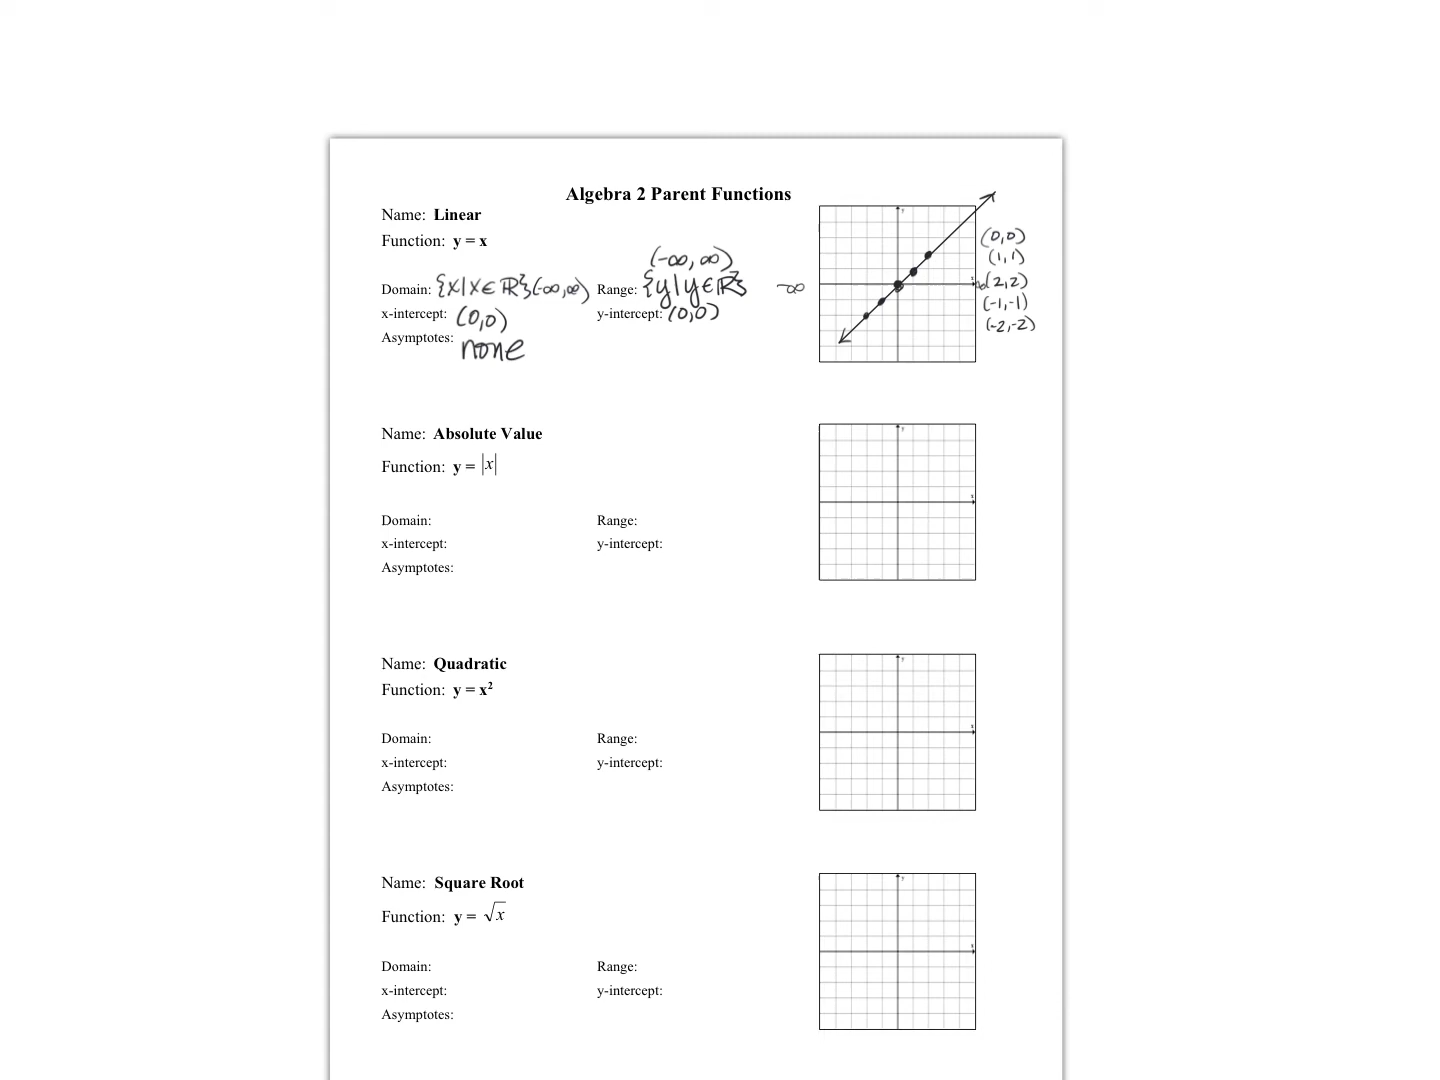 Algebra 2 Parent Functions
Name: Linear
Function: y = x
(-∞, ∞)
Domain: {x|x∈ℝ}(-∞,∞) Range: {y|y∈ℝ} -∞
x-intercept: (0,0) y-intercept: (0,0)
Asymptotes: none
y
x
(0,0)
(1,1)
(2,2)
(-1,-1)
(-2,-2)
Name: Absolute Value
Function: y = |x|
Domain: Range:
x-intercept: y-intercept:
Asymptotes:
y
x
Name: Quadratic
Function: y = x²
Domain: Range:
x-intercept: y-intercept:
Asymptotes:
y
x
Name: Square Root
Function: y = √x
Domain: Range:
x-intercept: y-intercept:
Asymptotes:
y
x